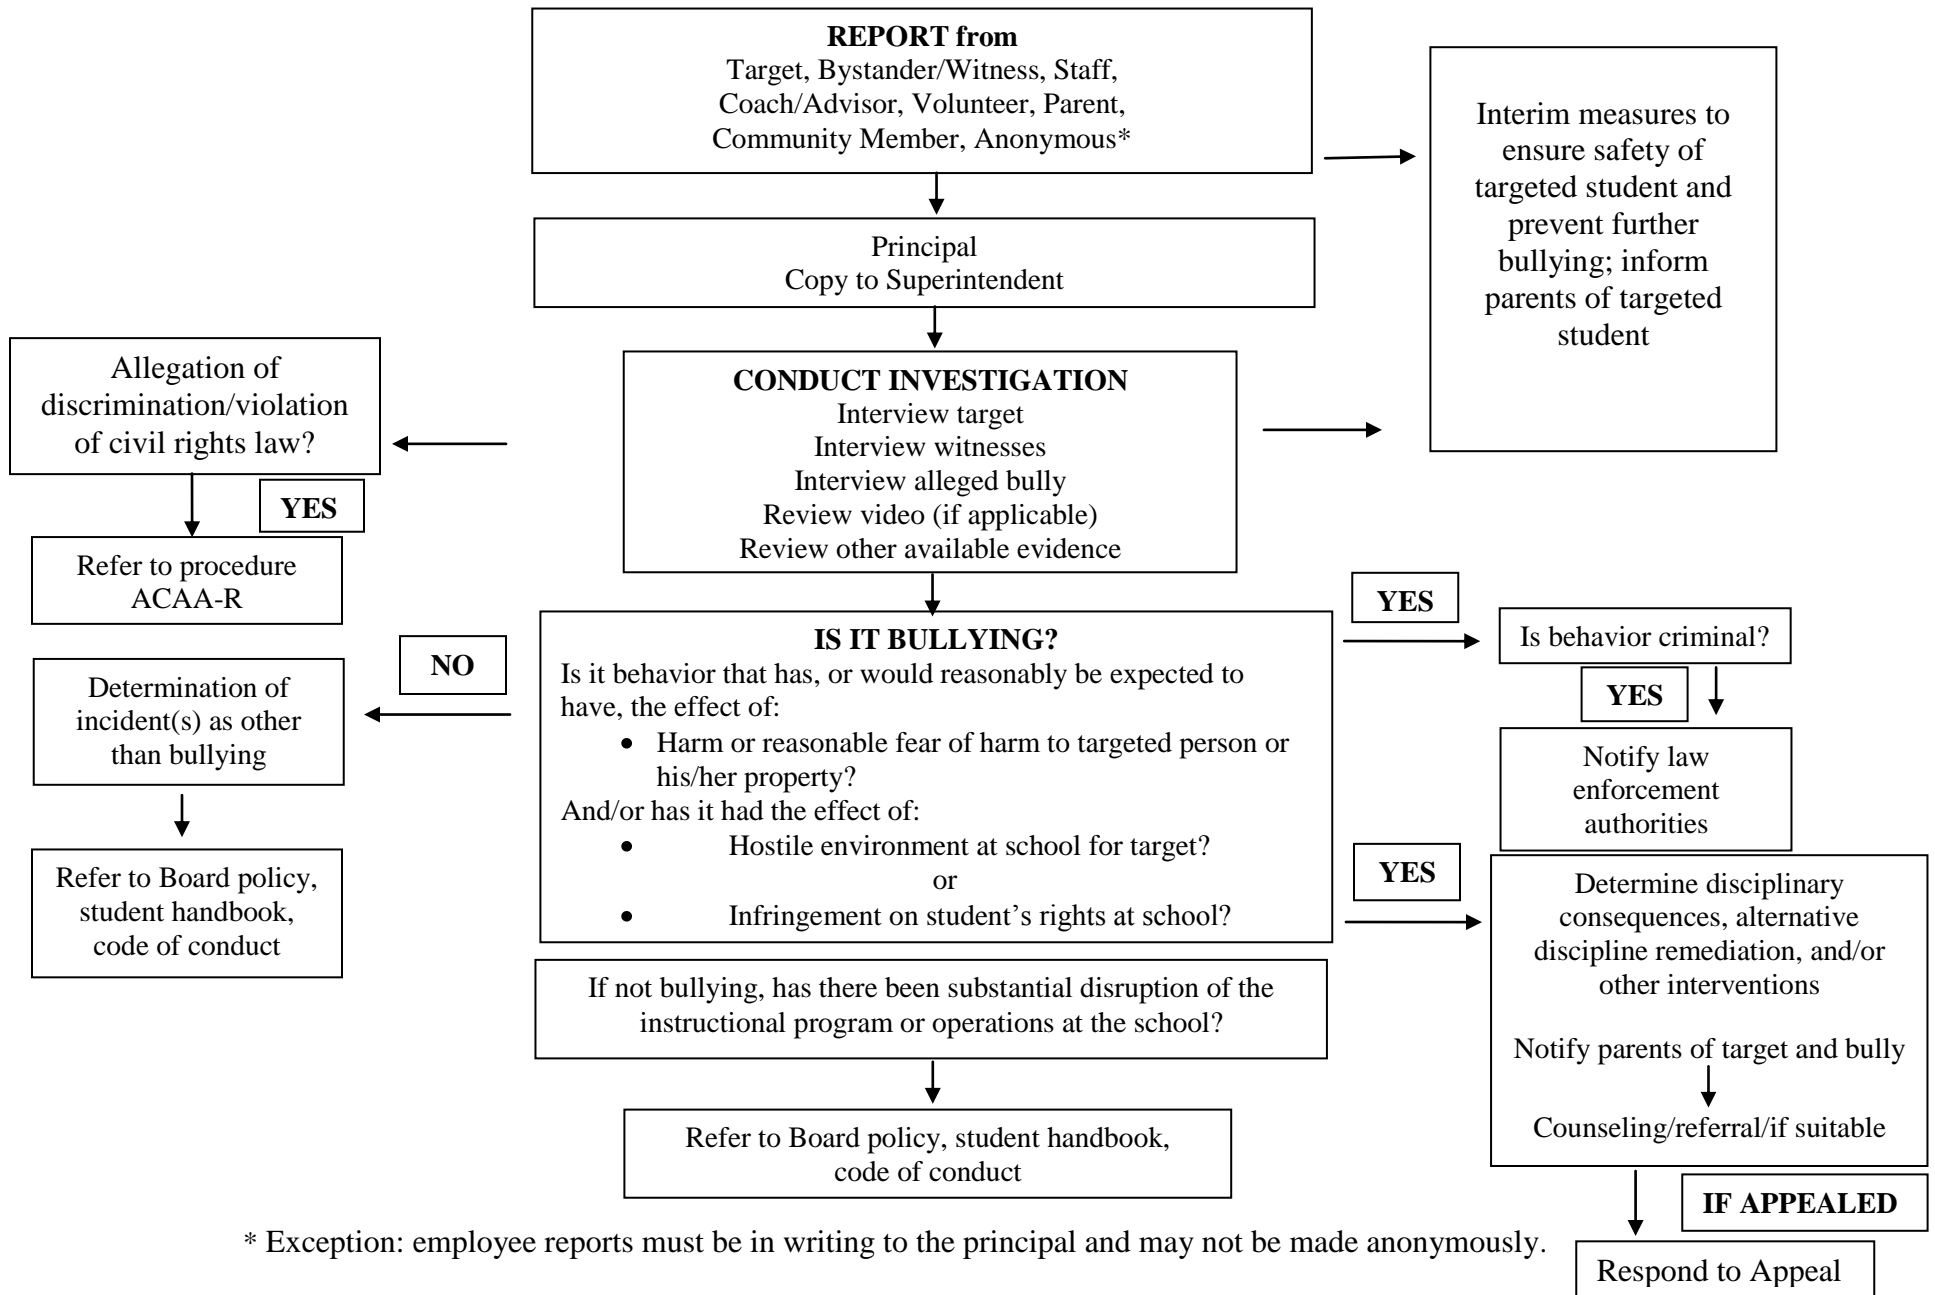 REPORT from
Target, Bystander/Witness, Staff,
Coach/Advisor, Volunteer, Parent,
Community Member, Anonymous*
Interim measures to
ensure safety of
targeted student and
prevent further
bullying; inform
parents of targeted
student
Principal
Copy to Superintendent
Allegation of
discrimination/violation
of civil rights law?
YES
Refer to procedure
ACAA-R
CONDUCT INVESTIGATION
Interview target
Interview witnesses
Interview alleged bully
Review video (if applicable)
Review other available evidence
IS IT BULLYING?
Is it behavior that has, or would reasonably be expected to
have, the effect of:
• Harm or reasonable fear of harm to targeted person or
his/her property?
And/or has it had the effect of:
• Hostile environment at school for target?
or
• Infringement on student’s rights at school?
NO
Determination of
incident(s) as other
than bullying
Refer to Board policy,
student handbook,
code of conduct
YES
Is behavior criminal?
YES
Notify law
enforcement
authorities
YES
Determine disciplinary
consequences, alternative
discipline remediation, and/or
other interventions
Notify parents of target and bully
Counseling/referral/if suitable
If not bullying, has there been substantial disruption of the
instructional program or operations at the school?
Refer to Board policy, student handbook,
code of conduct
IF APPEALED
Respond to Appeal
* Exception: employee reports must be in writing to the principal and may not be made anonymously.